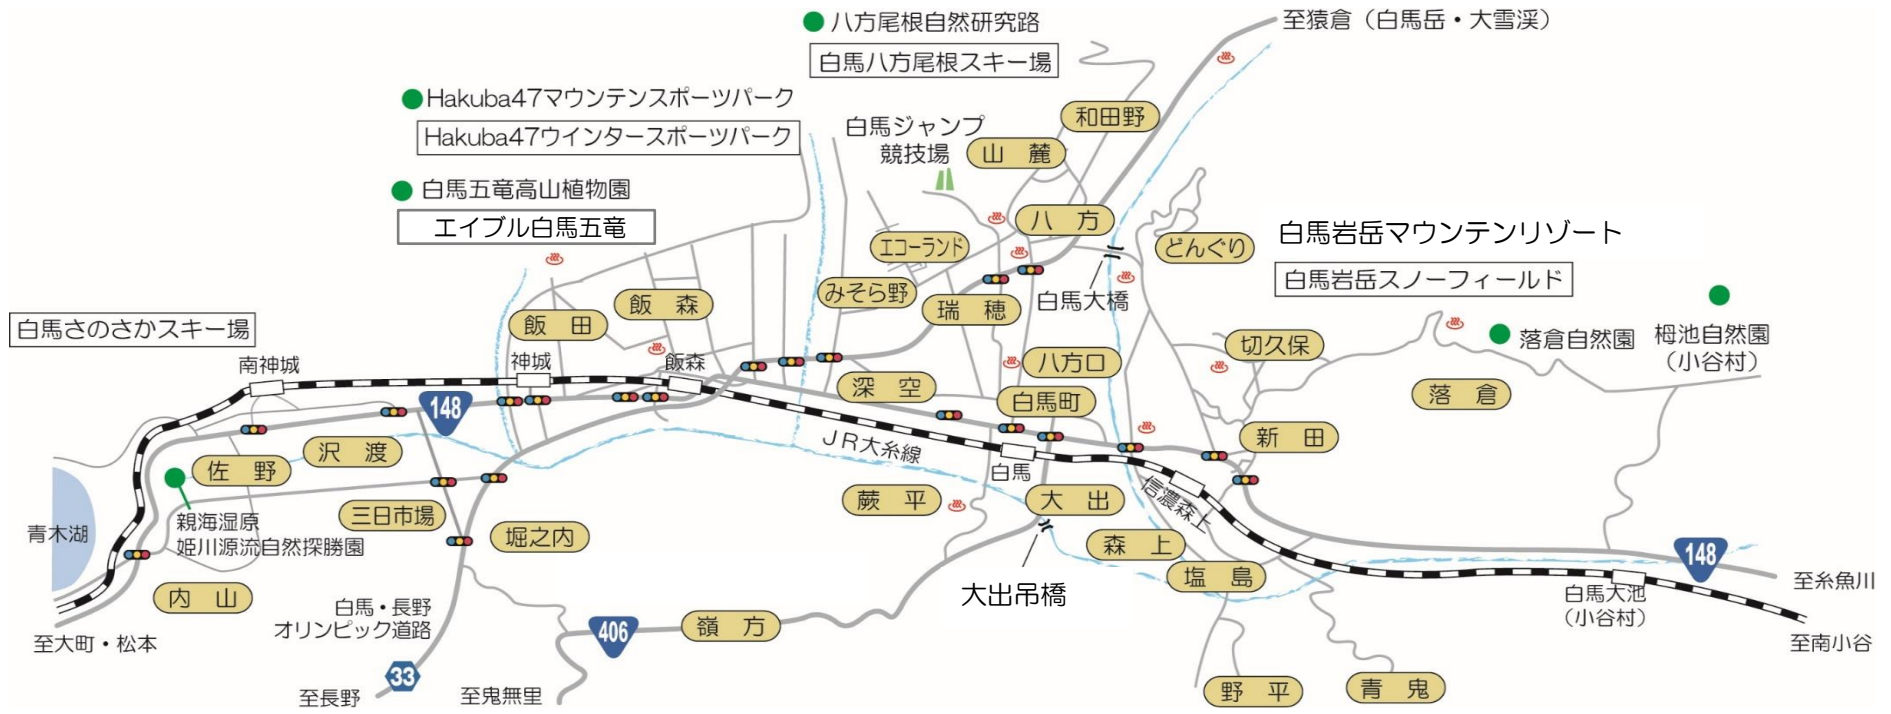 八方尾根自然研究路
白馬八方尾根スキー場
至猿倉（白馬岳・大雪渓）
Hakuba47マウンテンスポーツパーク
Hakuba47ウインタースポーツパーク
白馬ジャンプ
競技場
和田野
山麓
白馬五竜高山植物園
エイブル白馬五竜
八方
エコーランド
どんぐり
白馬岩岳マウンテンリゾート
白馬岩岳スノーフィールド
みそら野
瑞穂
白馬大橋
飯森
飯田
白馬さのさかスキー場
切久保
落倉自然園
栂池自然園
（小谷村）
南神城
神城
飯森
八方口
深空
白馬町
落倉
148
新田
JR大糸線
白馬
沢渡
佐野
信濃森上
蕨平
大出
三日市場
堀之内
親海湿原
姫川源流自然探勝園
青木湖
森上
塩島
148
内山
大出吊橋
白馬大池
（小谷村）
至糸魚川
白馬・長野
オリンピック道路
406
嶺方
至大町・松本
至南小谷
33
至長野
至鬼無里
野平
青鬼